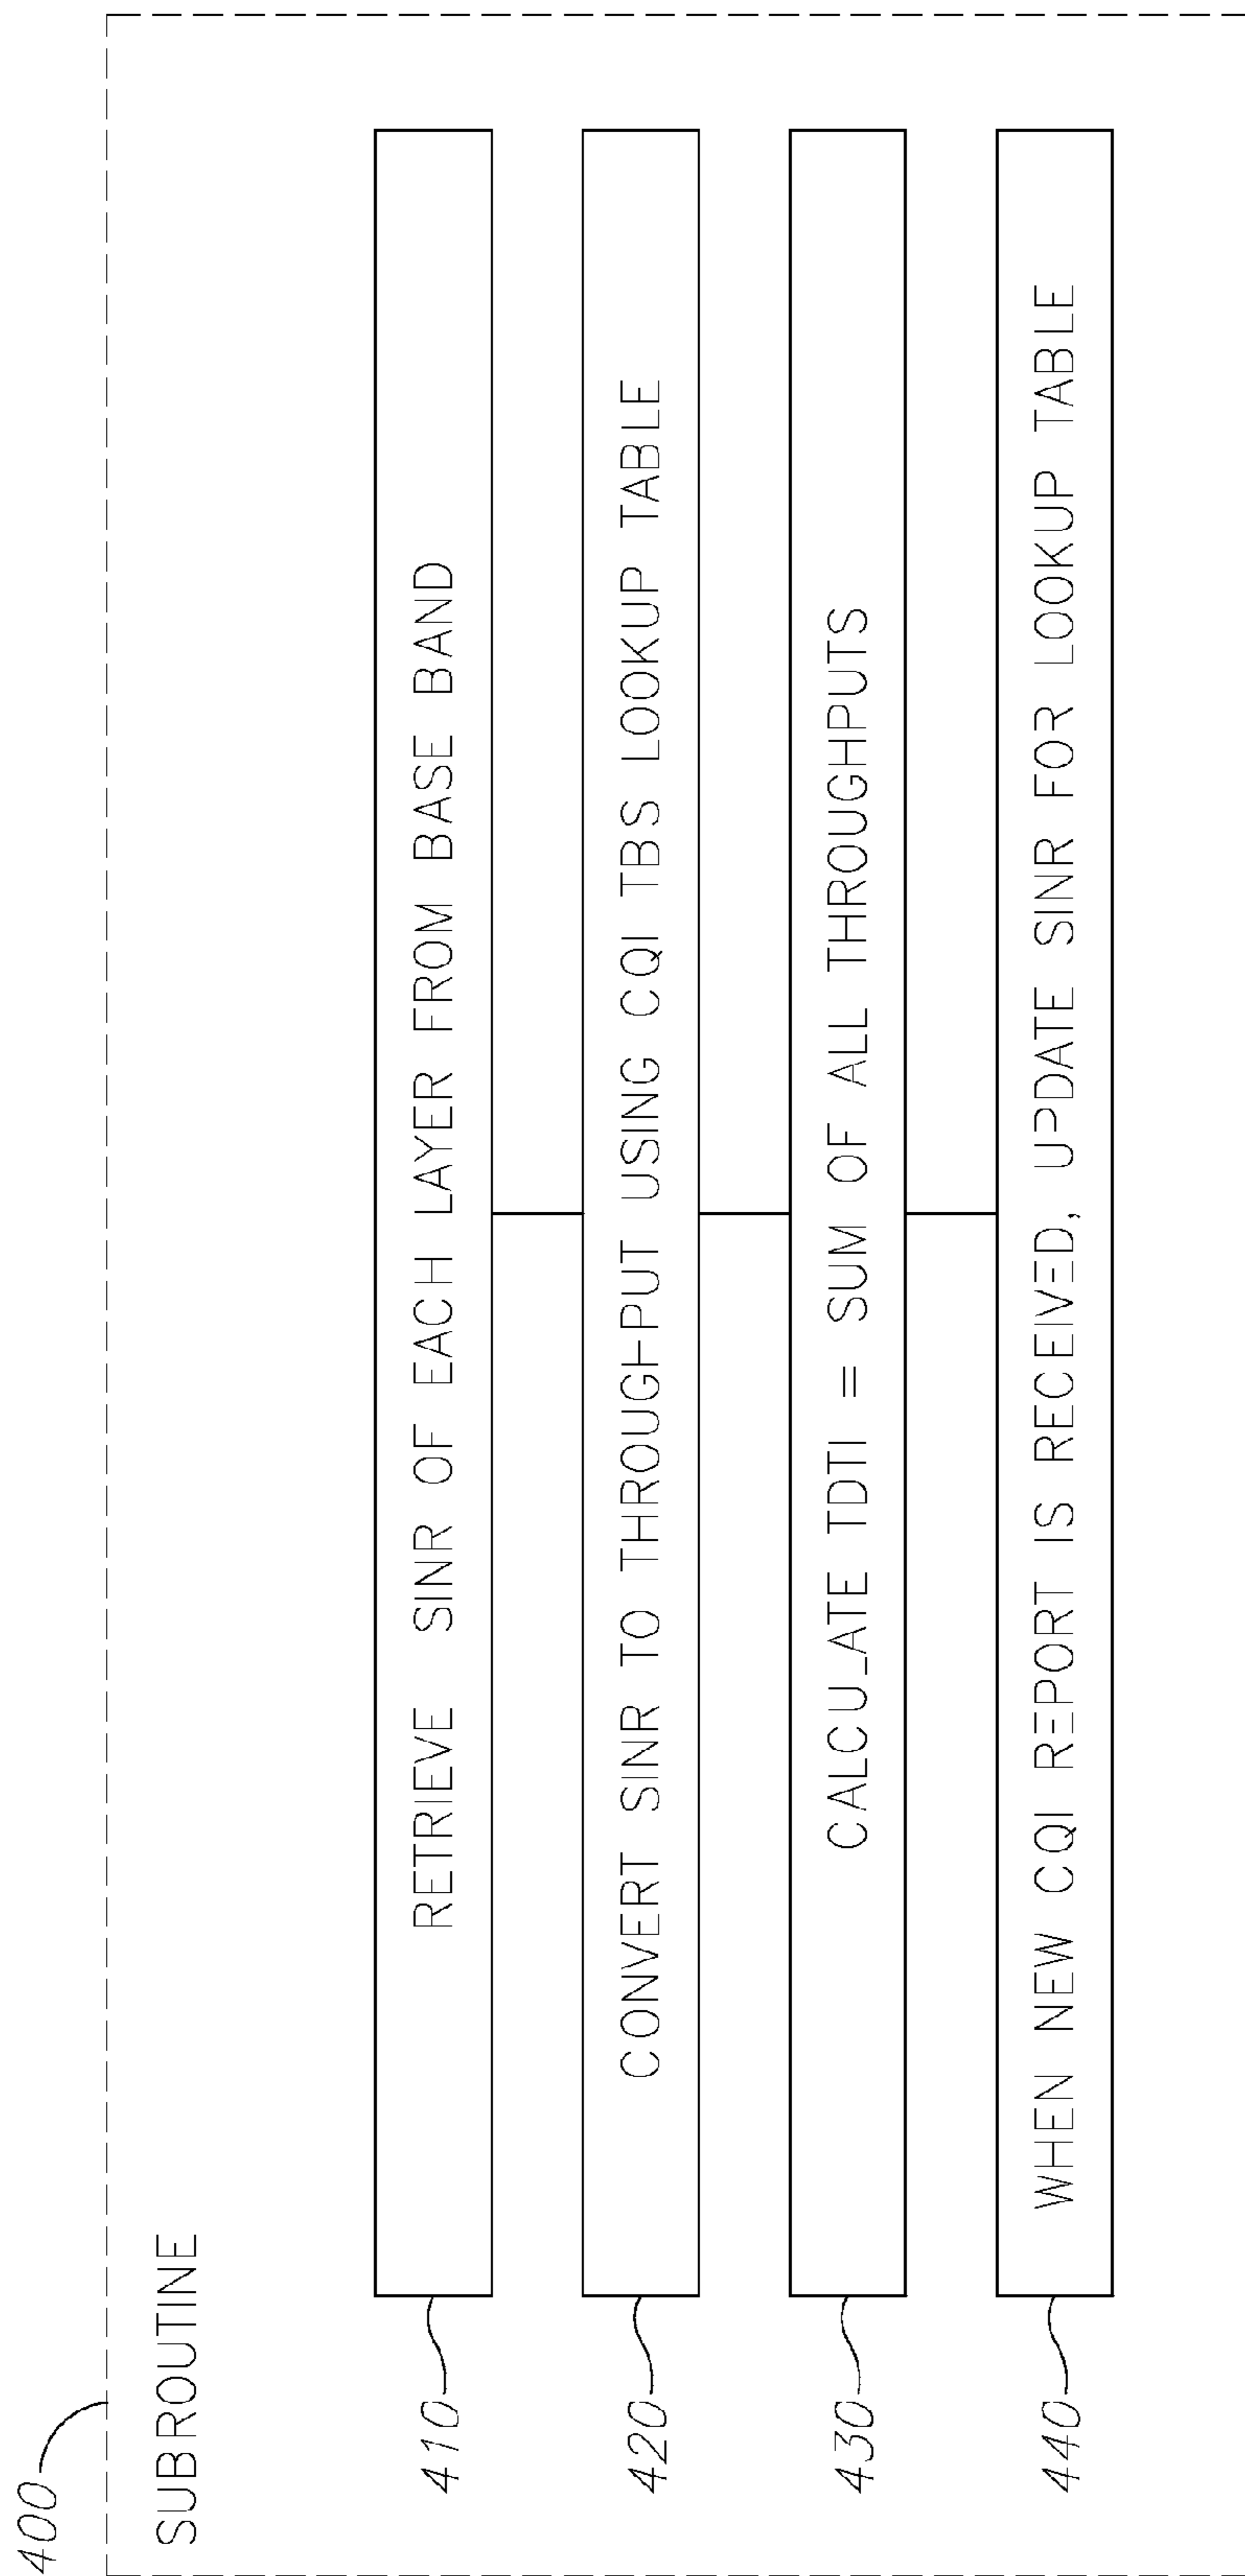 400
SUBROUTINE
410
RETRIEVE SINR OF EACH LAYER FROM BASE BAND
420
CONVERT SINR TO THROUGHPUT USING CQI TBS LOOKUP TABLE
430
CALCULATE TDTI = SUM OF ALL THROUGHPUTS
440
WHEN NEW CQI REPORT IS RECEIVED, UPDATE SINR FOR LOOKUP TABLE